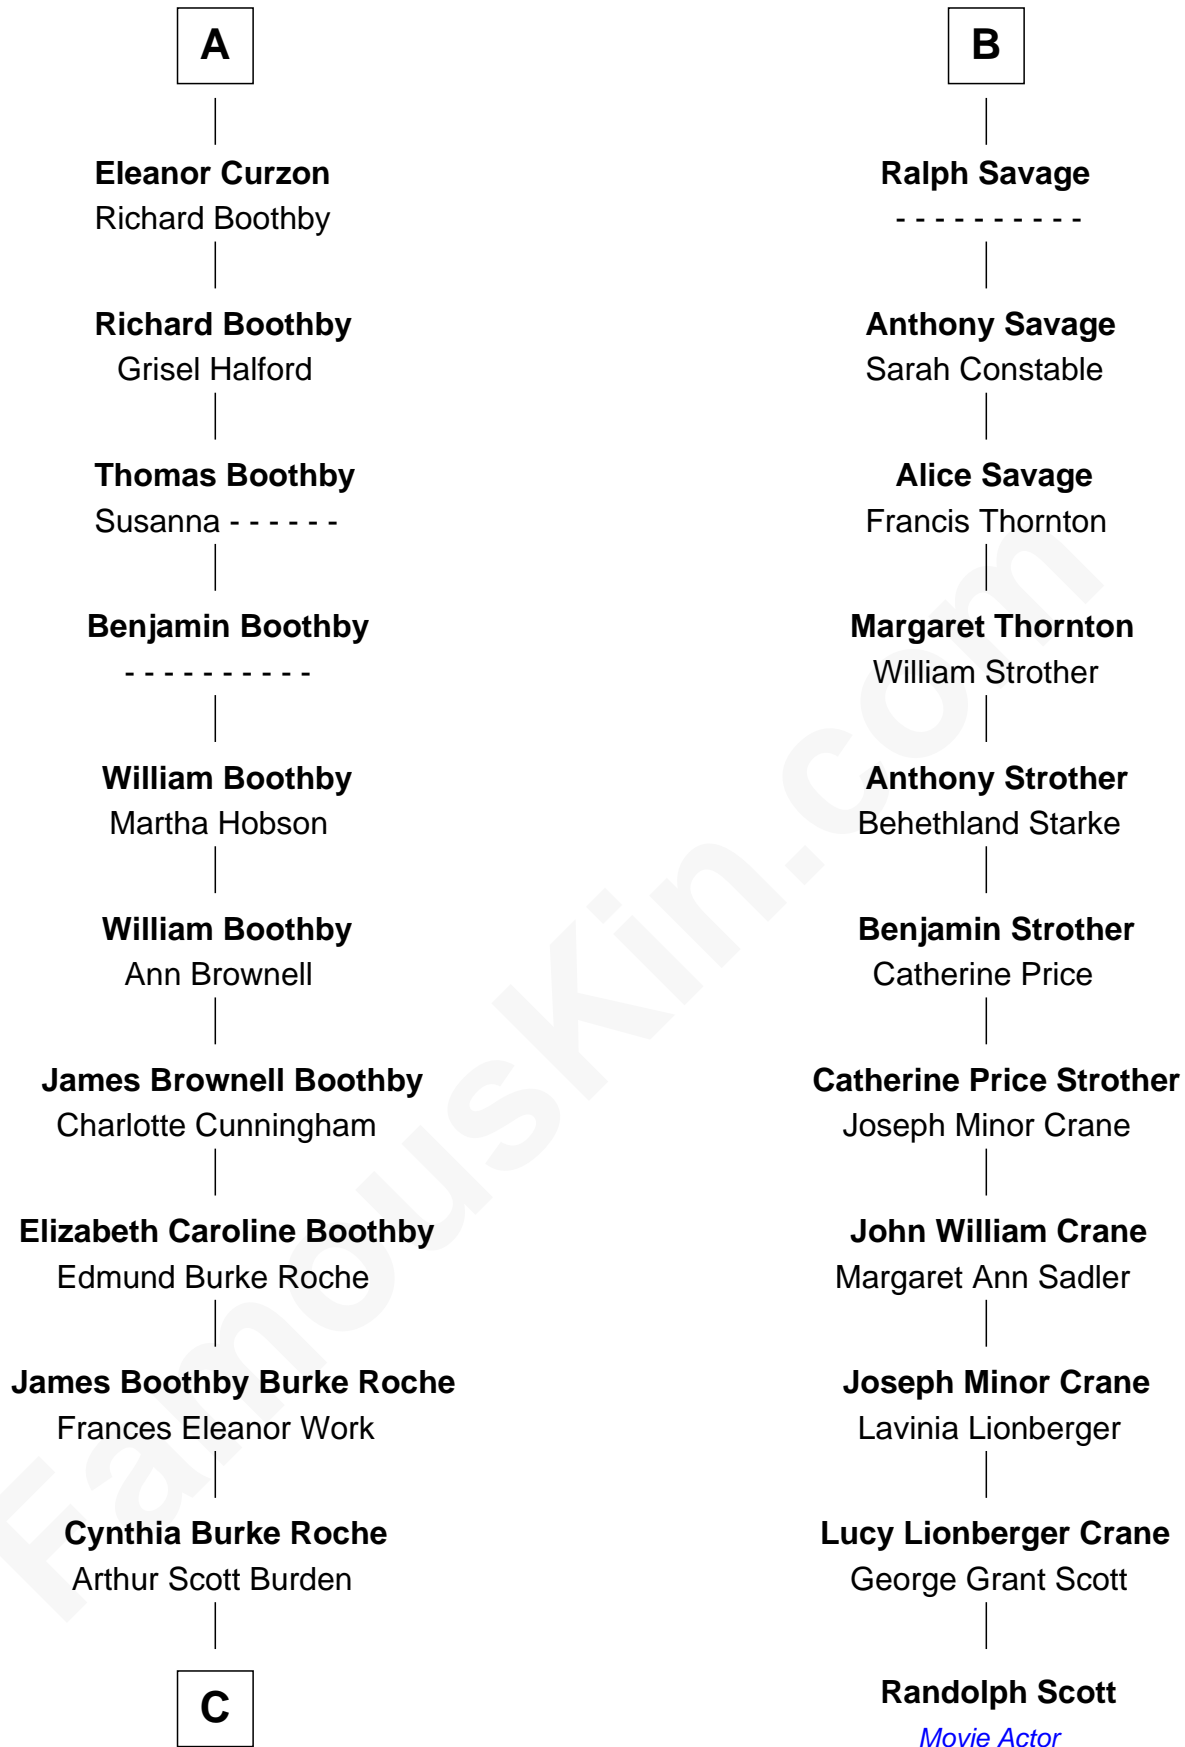 A
Eleanor Curzon
Richard Boothby
Richard Boothby
Grisel Halford
Thomas Boothby
Susanna - - - - - -
Benjamin Boothby
- - - - - - - - - -
William Boothby
Martha Hobson
William Boothby
Ann Brownell
James Brownell Boothby
Charlotte Cunningham
Elizabeth Caroline Boothby
Edmund Burke Roche
James Boothby Burke Roche
Frances Eleanor Work
Cynthia Burke Roche
Arthur Scott Burden
C
B
Ralph Savage
- - - - - - - - - -
Anthony Savage
Sarah Constable
Alice Savage
Francis Thornton
Margaret Thornton
William Strother
Anthony Strother
Behethland Starke
Benjamin Strother
Catherine Price
Catherine Price Strother
Joseph Minor Crane
John William Crane
Margaret Ann Sadler
Joseph Minor Crane
Lavinia Lionberger
Lucy Lionberger Crane
George Grant Scott
Randolph Scott
Movie Actor
FamousKin.com